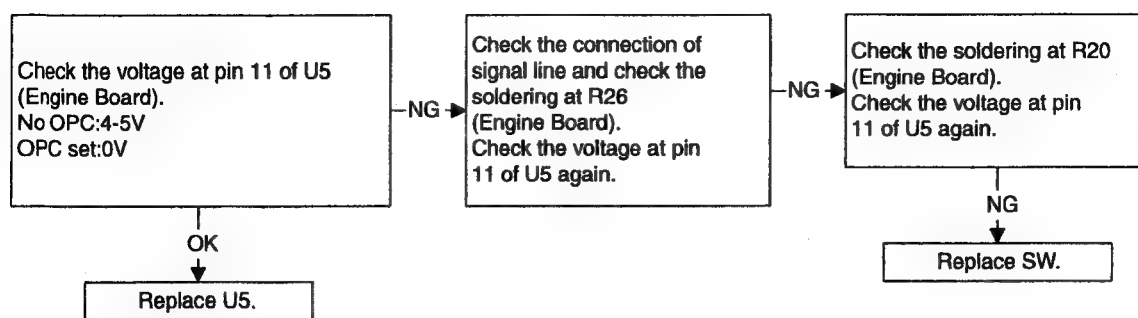 Check the voltage at pin 11 of U5
(Engine Board).
No OPC:4-5V
OPC set:0V
NG
Check the connection of
signal line and check the
soldering at R26
(Engine Board).
Check the voltage at pin
11 of U5 again.
NG
Check the soldering at R20
(Engine Board).
Check the voltage at pin
11 of U5 again.
OK
NG
Replace U5.
Replace SW.